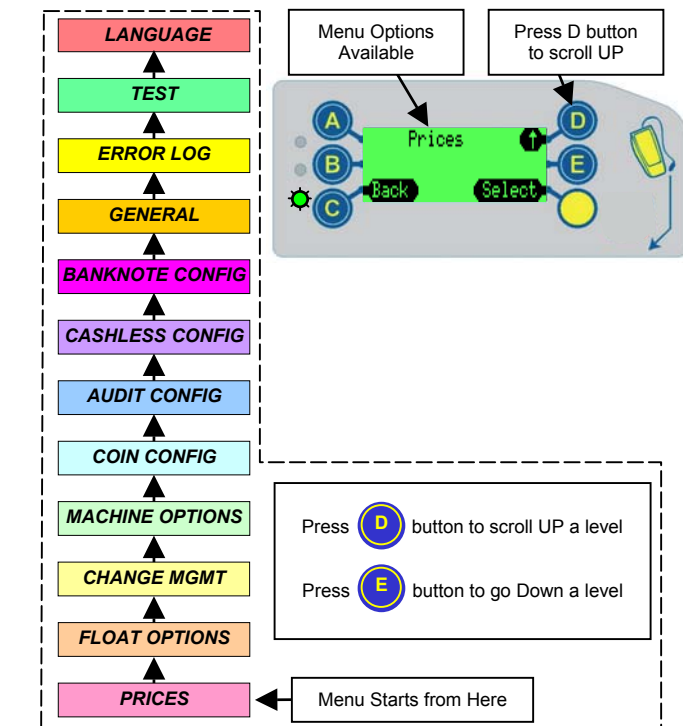 LANGUAGE
TEST
ERROR LOG
GENERAL
BANKNOTE CONFIG
CASHLESS CONFIG
AUDIT CONFIG
COIN CONFIG
MACHINE OPTIONS
CHANGE MGMT
FLOAT OPTIONS
PRICES
Menu Options
Available
Press D button
to scroll UP
A
B
C
Prices
Back
Select
D
E
Press D button to scroll UP a level
Press E button to go Down a level
Menu Starts from Here